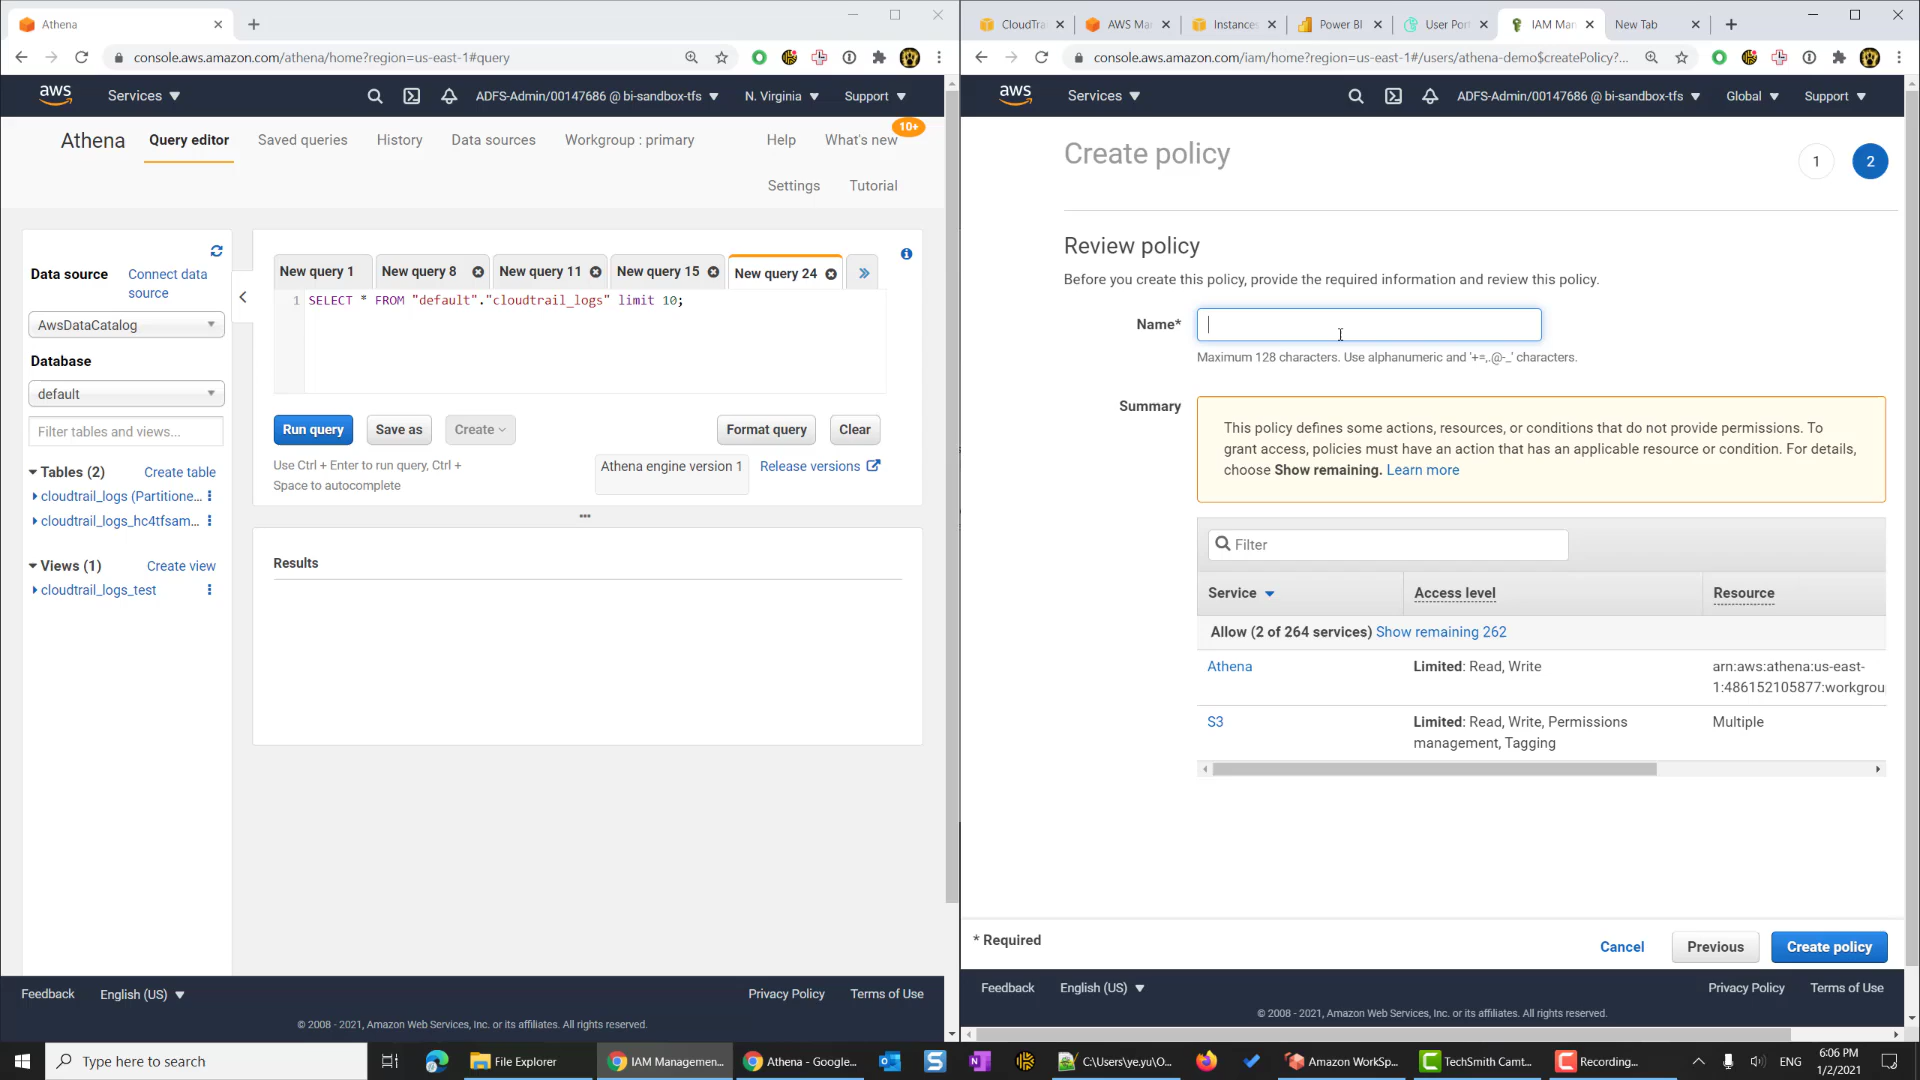 Athena
console.aws.amazon.com/athena/home?region=us-east-1#query
aws
Services
ADFS-Admin/00147686 @ bi-sandbox-tfs
N. Virginia
Support
Athena
Query editor
Saved queries
History
Data sources
Workgroup : primary
Help
What's new
10+
Settings
Tutorial
Data source
Connect data
source
AwsDataCatalog
Database
default
Filter tables and views...
Tables (2)
Create table
cloudtrail_logs (Partitione...
cloudtrail_logs_hc4tfsam...
Views (1)
Create view
cloudtrail_logs_test
New query 1
New query 8
New query 11
New query 15
New query 24
1 SELECT * FROM "default"."cloudtrail_logs" limit 10;
Run query
Save as
Create
Format query
Clear
Use Ctrl + Enter to run query, Ctrl +
Space to autocomplete
Athena engine version 1
Release versions
Results
Feedback
English (US)
Privacy Policy
Terms of Use
© 2008 - 2021, Amazon Web Services, Inc. or its affiliates. All rights reserved.
CloudTra
AWS Ma
Instance
Power BI
User Port
IAM Man
New Tab
console.aws.amazon.com/iam/home?region=us-east-1#/users/athena-demo$createPolicy?...
aws
Services
ADFS-Admin/00147686 @ bi-sandbox-tfs
Global
Support
Create policy
1
2
Review policy
Before you create this policy, provide the required information and review this policy.
Name*
Maximum 128 characters. Use alphanumeric and '+=,.@-_' characters.
Summary
This policy defines some actions, resources, or conditions that do not provide permissions. To
grant access, policies must have an action that has an applicable resource or condition. For details,
choose Show remaining. Learn more
Filter
Service
Access level
Resource
Allow (2 of 264 services) Show remaining 262
Athena
Limited: Read, Write
arn:aws:athena:us-east-
1:486152105877:workgrou
S3
Limited: Read, Write, Permissions
management, Tagging
Multiple
* Required
Cancel
Previous
Create policy
Feedback
English (US)
Privacy Policy
Terms of Use
© 2008 - 2021, Amazon Web Services, Inc. or its affiliates. All rights reserved.
Type here to search
File Explorer
IAM Managemen...
Athena - Google...
C:\Users\ye.yu\O...
Amazon WorkSp...
TechSmith Camt...
Recording...
ENG
6:06 PM
1/2/2021